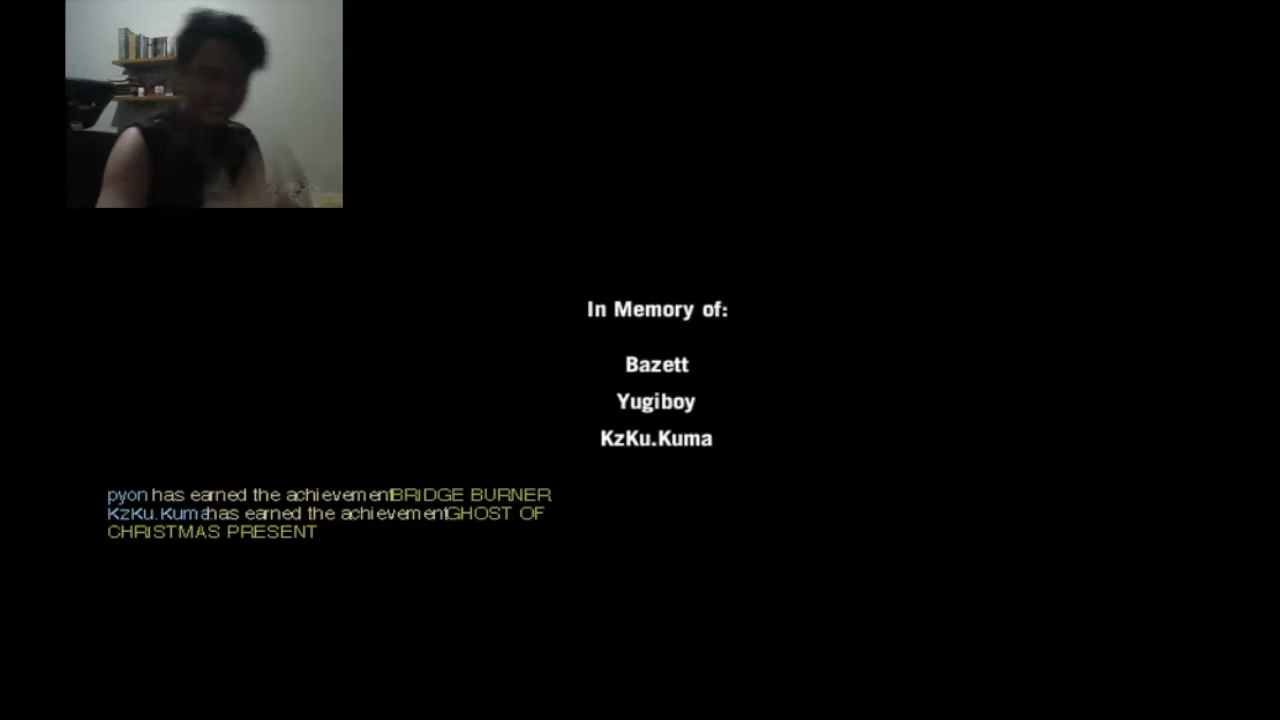 In Memory of:
Bazett
Yugiboy
KzKu.Kuma
pyon has earned the achievement BRIDGE BURNER
KzKu.Kuma has earned the achievement GHOST OF
CHRISTMAS PRESENT